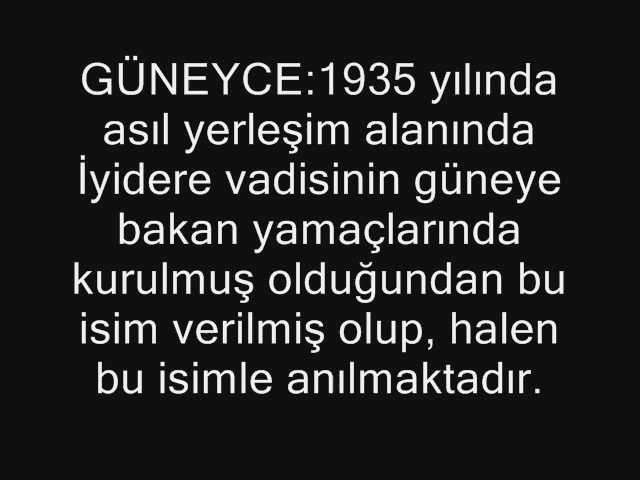 GÜNEYCE:1935 yılında
asıl yerleşim alanında
İyidere vadisinin güneye
bakan yamaçlarında
kurulmuş olduğundan bu
isim verilmiş olup, halen
bu isimle anılmaktadır.